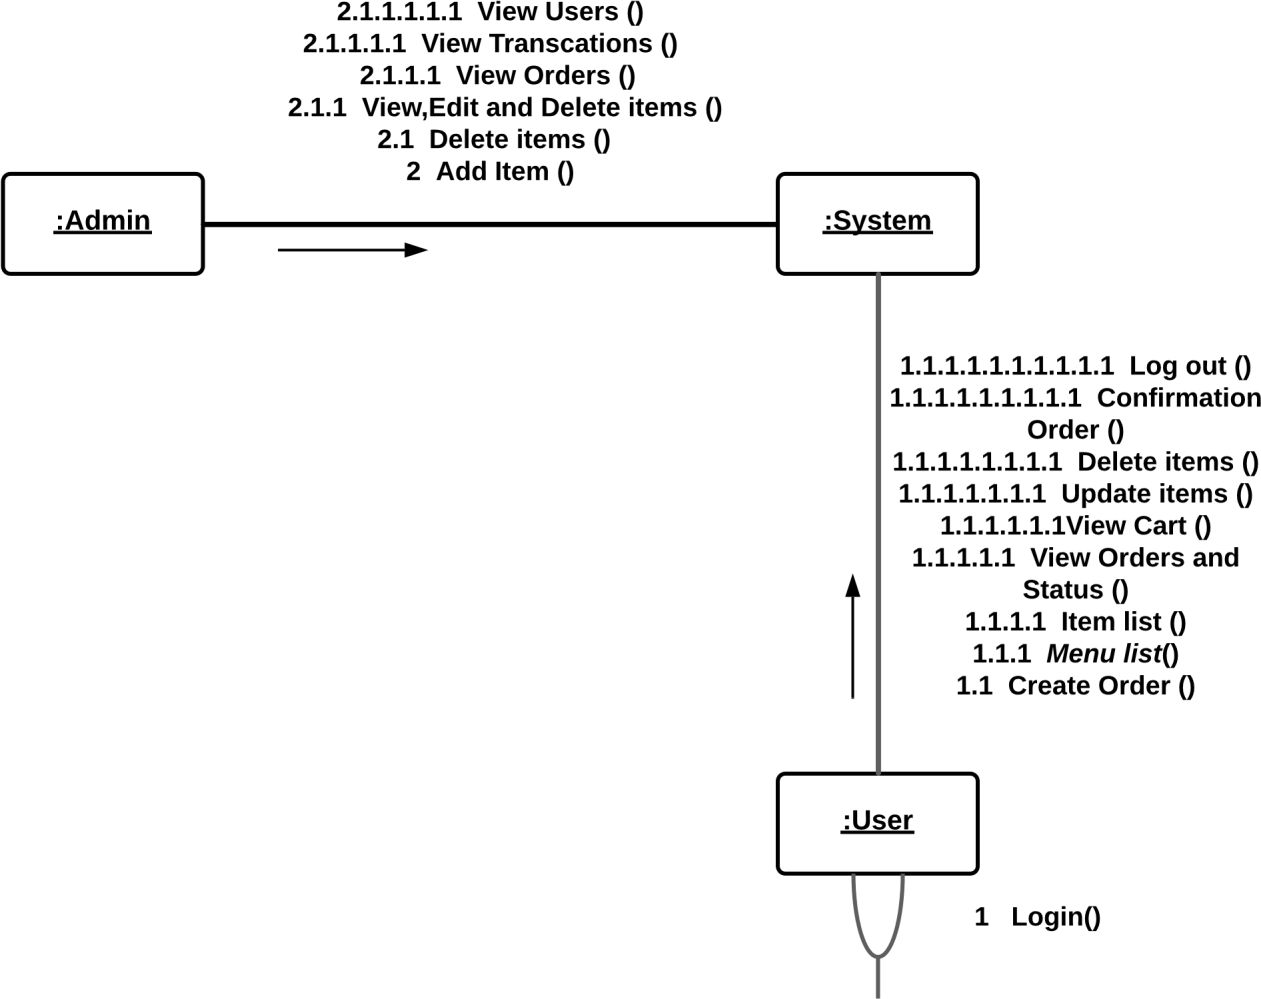 2.1.1.1.1.1 View Users ()
2.1.1.1.1 View Transcations ()
2.1.1.1 View Orders ()
2.1.1 View,Edit and Delete items ()
2.1 Delete items ()
2 Add Item ()
:Admin
:System
1.1.1.1.1.1.1.1.1.1 Log out ()
1.1.1.1.1.1.1.1.1 Confirmation
Order ()
1.1.1.1.1.1.1.1 Delete items ()
1.1.1.1.1.1.1 Update items ()
1.1.1.1.1.1View Cart ()
1.1.1.1.1 View Orders and
Status ()
1.1.1.1 Item list ()
1.1.1 Menu list()
1.1 Create Order ()
:User
1 Login()